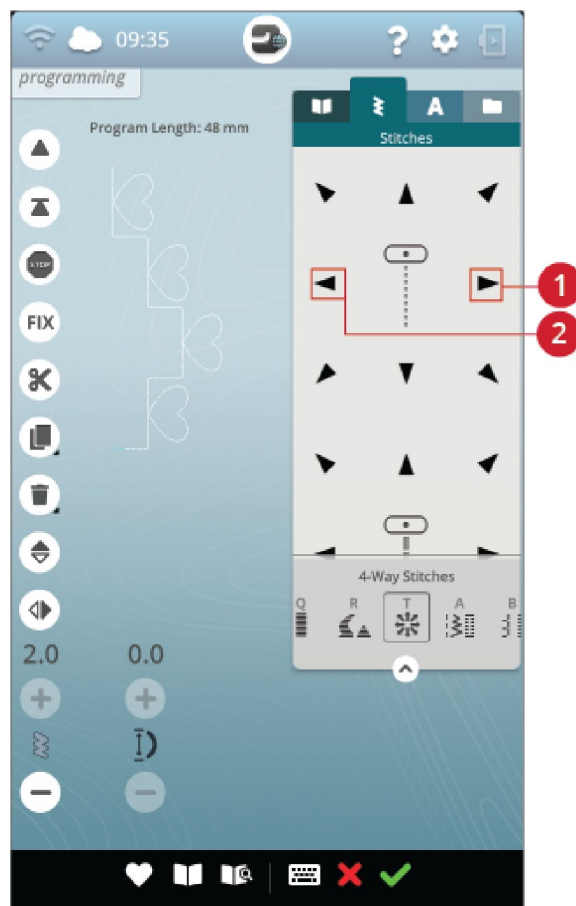 09:35
?
programming
Program Length: 48 mm
A
Stitches
STOP
FIX
1
2
4-Way Stitches
Q R T A B
2.0 0.0